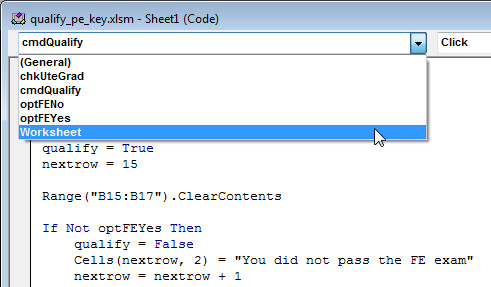 qualify_pe_key.xlsm - Sheet1 (Code)
cmdQualify Click
(General)
chkUteGrad
cmdQualify
optFENo
optFEYes
Worksheet
qualify = True
nextrow = 15
Range("B15:B17").ClearContents
If Not optFEYes Then
qualify = False
Cells(nextrow, 2) = "You did not pass the FE exam"
nextrow = nextrow + 1